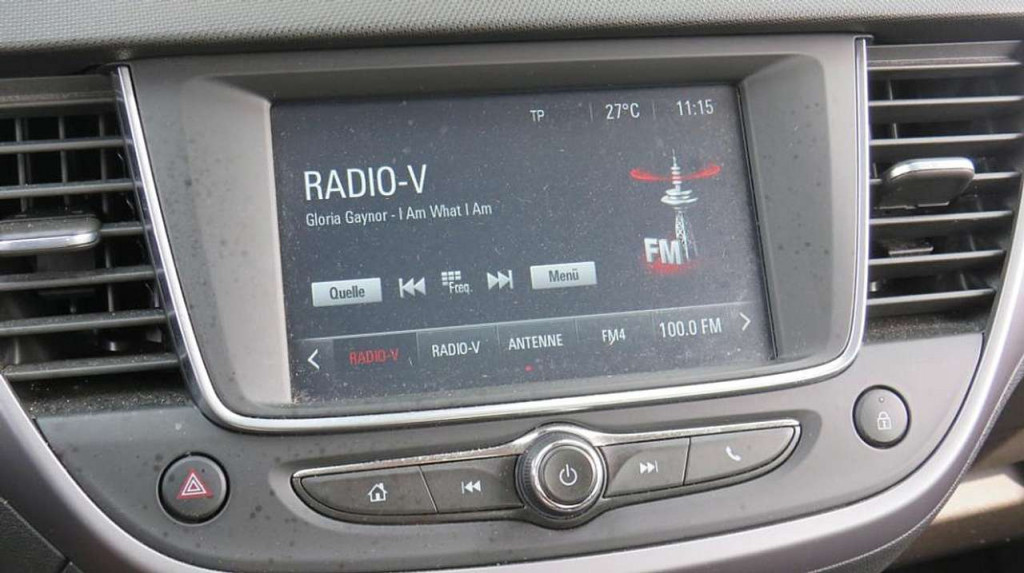 TP 27°C 11:15
RADIO-V
Gloria Gaynor - I Am What I Am
FM
Quelle Freq. Menü
RADIO-V RADIO-V ANTENNE FM4 100.0 FM